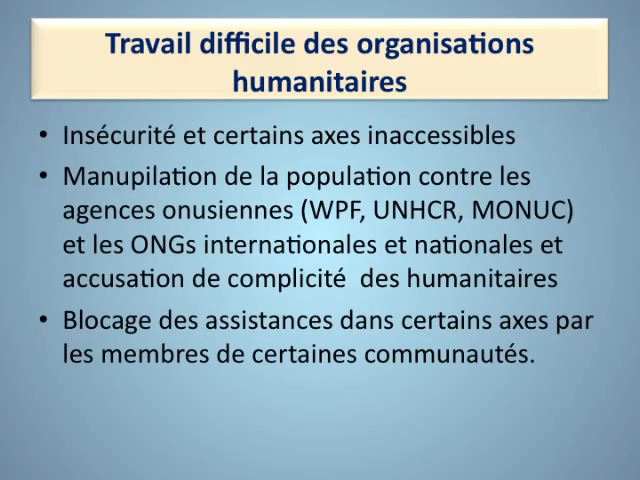 Travail difficile des organisations
humanitaires
• Insécurité et certains axes inaccessibles
• Manupilation de la population contre les
agences onusiennes (WPF, UNHCR, MONUC)
et les ONGs internationales et nationales et
accusation de complicité  des humanitaires
• Blocage des assistances dans certains axes par
les membres de certaines communautés.